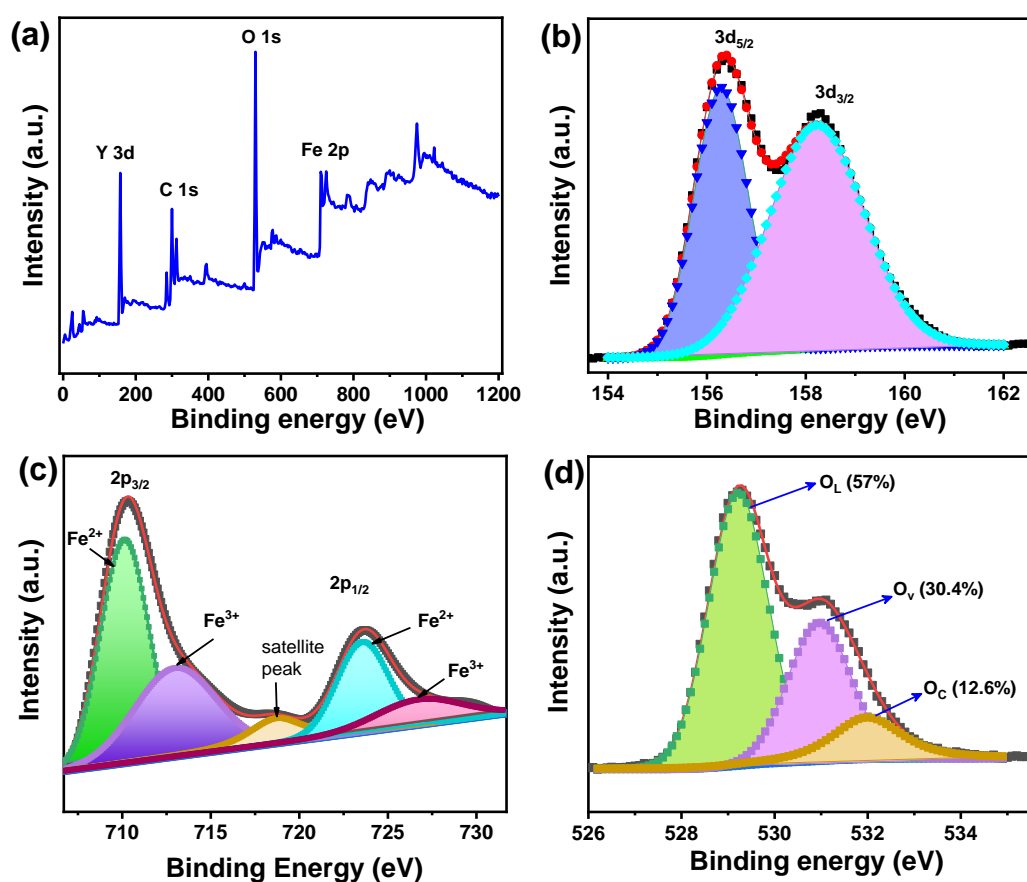 (a)
O 1s
Y 3d
C 1s
Fe 2p
Intensity (a.u.)
0 200 400 600 800 1000 1200
Binding energy (eV)
(b)
3d5/2
3d3/2
Intensity (a.u.)
154 156 158 160 162
Binding energy (eV)
(c)
2p3/2
Fe2+
Fe3+
satellite
peak
2p1/2
Fe2+
Fe3+
Intensity (a.u.)
710 715 720 725 730
Binding Energy (eV)
(d)
OL (57%)
Ov (30.4%)
OC (12.6%)
Intensity (a.u.)
526 528 530 532 534
Binding energy (eV)